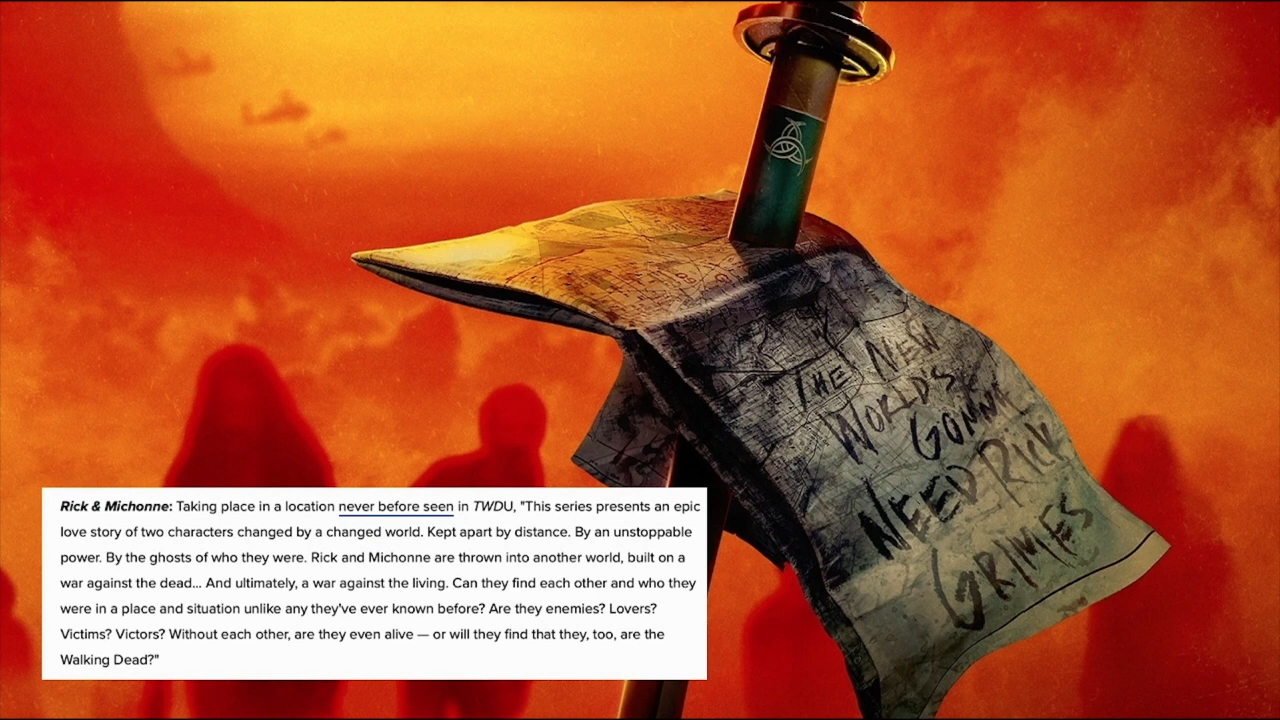 THE NEW
WORLD'S
GONNA
NEED RICK
GRIMES
Rick & Michonne: Taking place in a location never before seen in TWDU, "This series presents an epic
love story of two characters changed by a changed world. Kept apart by distance. By an unstoppable
power. By the ghosts of who they were. Rick and Michonne are thrown into another world, built on a
war against the dead... And ultimately, a war against the living. Can they find each other and who they
were in a place and situation unlike any they've ever known before? Are they enemies? Lovers?
Victims? Victors? Without each other, are they even alive — or will they find that they, too, are the
Walking Dead?"